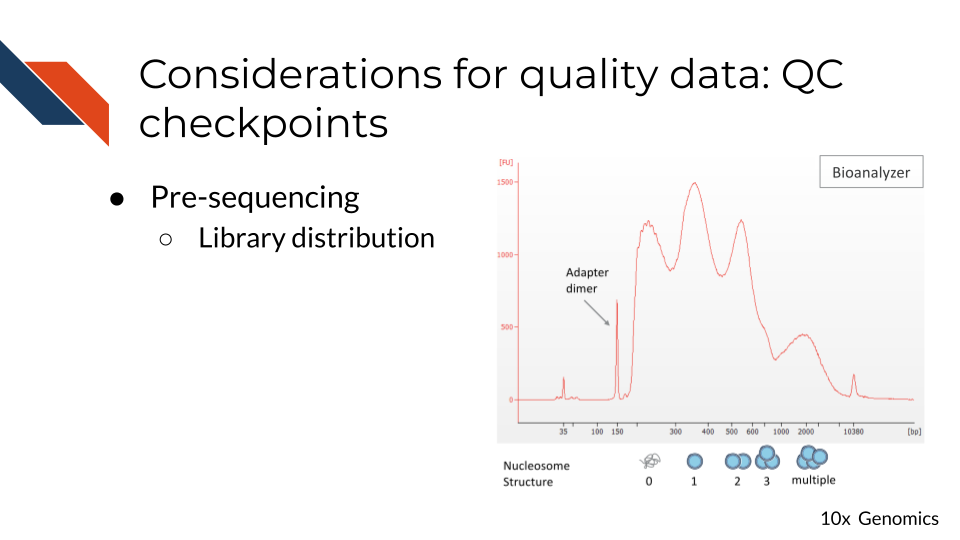 Considerations for quality data: QC
checkpoints
● Pre-sequencing
○ Library distribution
Bioanalyzer
[FU]
1500
1000
500
0
Adapter
dimer
35 100 150 300 400 500 600 1000 2000 10380 [bp]
Nucleosome
Structure
0 1 2 3 multiple
10x Genomics